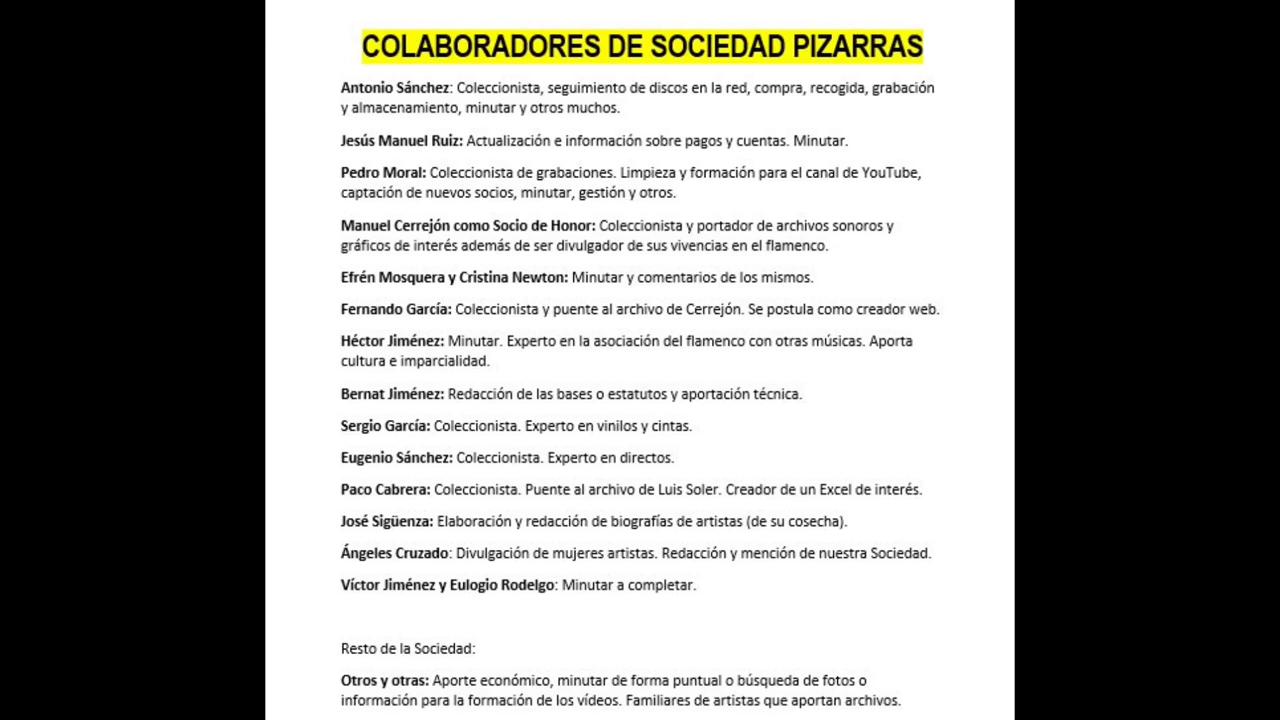 COLABORADORES DE SOCIEDAD PIZARRAS
Antonio Sánchez: Coleccionista, seguimiento de discos en la red, compra, recogida, grabación
y almacenamiento, minutar y otros muchos.
Jesús Manuel Ruiz: Actualización e información sobre pagos y cuentas. Minutar.
Pedro Moral: Coleccionista de grabaciones. Limpieza y formación para el canal de YouTube,
captación de nuevos socios, minutar, gestión y otros.
Manuel Cerrejón como Socio de Honor: Coleccionista y portador de archivos sonoros y
gráficos de interés además de ser divulgador de sus vivencias en el flamenco.
Efrén Mosquera y Cristina Newton: Minutar y comentarios de los mismos.
Fernando García: Coleccionista y puente al archivo de Cerrejón. Se postula como creador web.
Héctor Jiménez: Minutar. Experto en la asociación del flamenco con otras músicas. Aporta
cultura e imparcialidad.
Bernat Jiménez: Redacción de las bases o estatutos y aportación técnica.
Sergio García: Coleccionista. Experto en vinilos y cintas.
Eugenio Sánchez: Coleccionista. Experto en directos.
Paco Cabrera: Coleccionista. Puente al archivo de Luis Soler. Creador de un Excel de interés.
José Sigüenza: Elaboración y redacción de biografías de artistas (de su cosecha).
Ángeles Cruzado: Divulgación de mujeres artistas. Redacción y mención de nuestra Sociedad.
Víctor Jiménez y Eulogio Rodelgo: Minutar a completar.
Resto de la Sociedad:
Otros y otras: Aporte económico, minutar de forma puntual o búsqueda de fotos o
información para la formación de los vídeos. Familiares de artistas que aportan archivos.